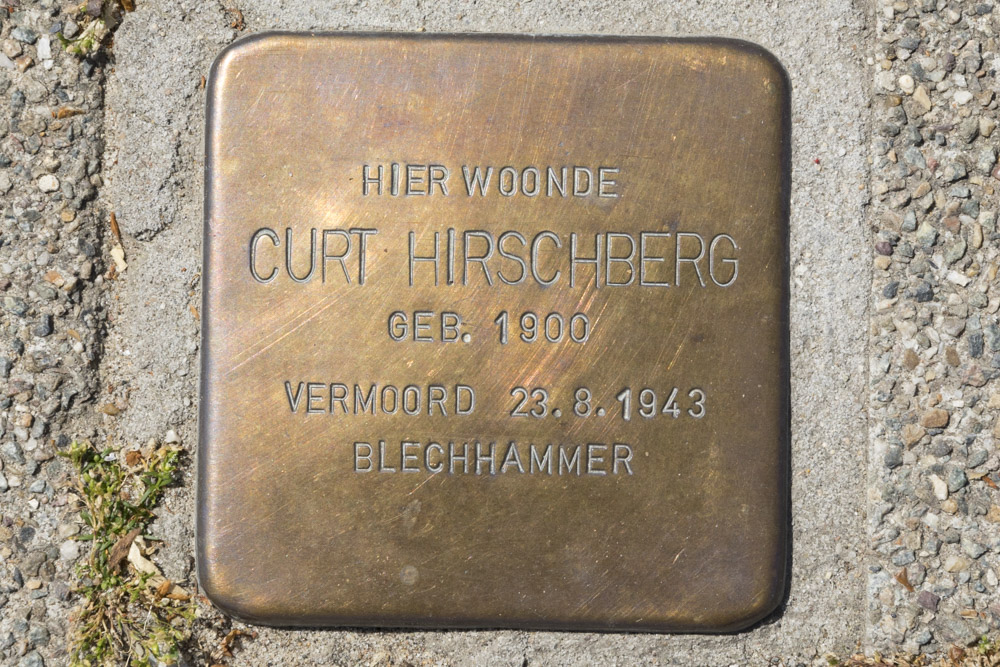 HIER WOONDE
CURT HIRSCHBERG
GEB. 1900
VERMOORD 23.8.1943
BLECHHAMMER